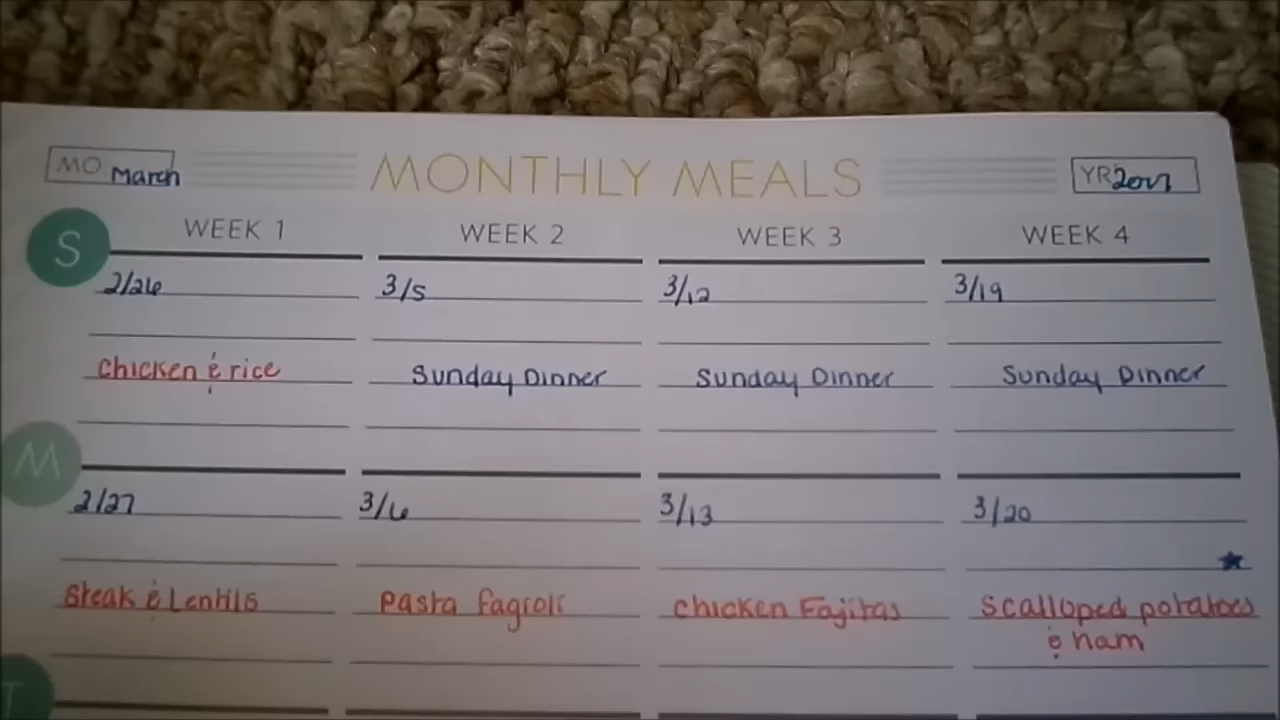 MO March
MONTHLY MEALS
YR 2017
WEEK 1 WEEK 2 WEEK 3 WEEK 4
S
2/26 3/5 3/12 3/19
chicken & rice Sunday Dinner Sunday Dinner Sunday Dinner
M
2/27 3/6 3/13 3/20
Steak & Lentils Pasta chicken Fajitas Scalloped potatoes
& ham
T